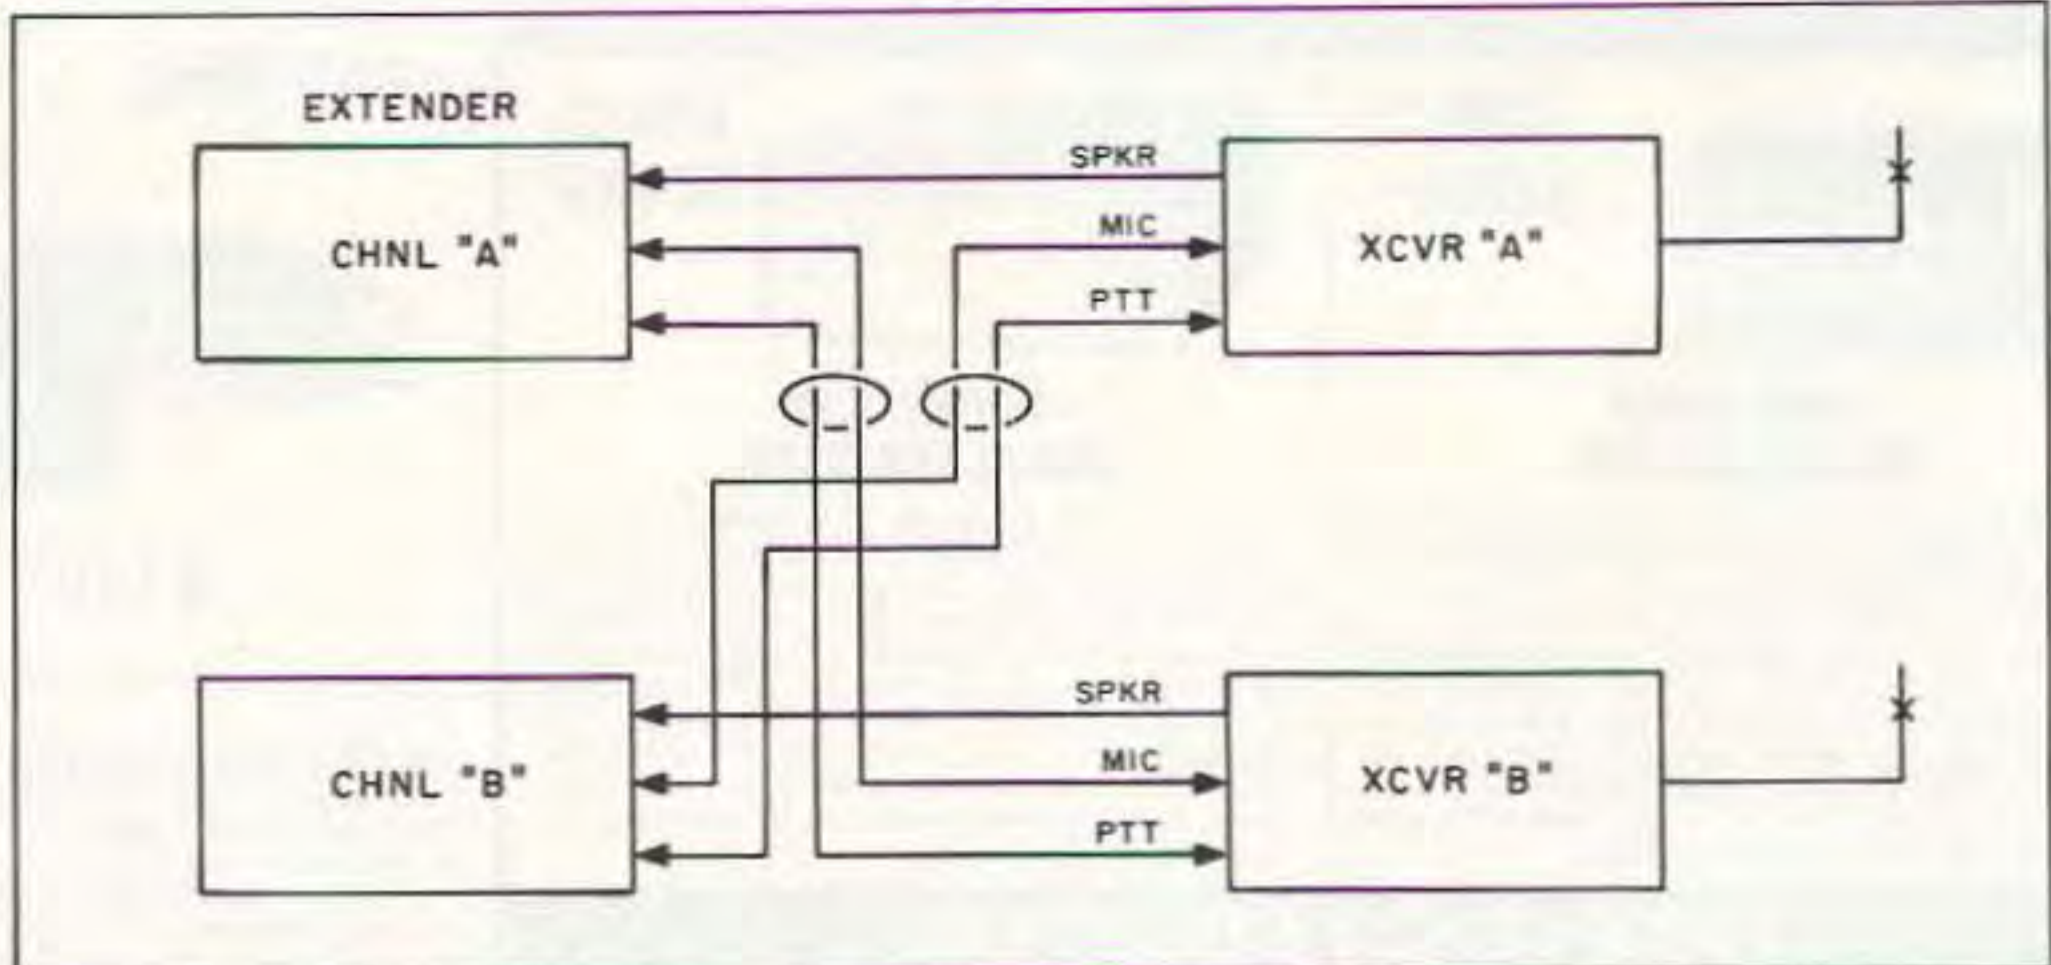 EXTENDER
CHNL "A"
SPKR
MIC
PTT
XCVR "A"
CHNL "B"
SPKR
MIC
PTT
XCVR "B"